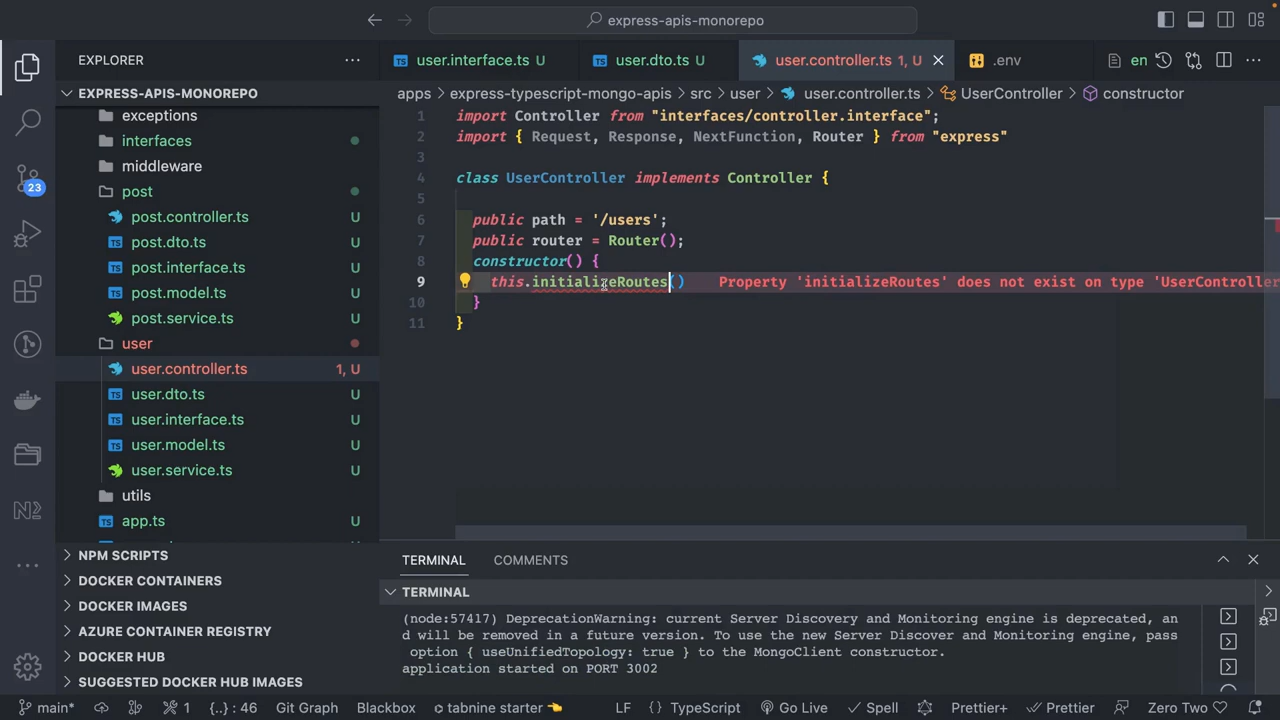 express-apis-monorepo
EXPLORER
user.interface.ts U
user.dto.ts U
user.controller.ts 1, U
.env
en
EXPRESS-APIS-MONOREPO
apps > express-typescript-mongo-apis > src > user > user.controller.ts > UserController > constructor
exceptions
interfaces
middleware
post
post.controller.ts U
post.dto.ts U
post.interface.ts U
post.model.ts U
post.service.ts U
user
user.controller.ts 1, U
user.dto.ts U
user.interface.ts U
user.model.ts U
user.service.ts U
utils
app.ts U
23
1 import Controller from "interfaces/controller.interface";
2 import { Request, Response, NextFunction, Router } from "express"
3
4 class UserController implements Controller {
5
6 public path = '/users';
7 public router = Router();
8 constructor() {
9 this.initializeRoutes() Property 'initializeRoutes' does not exist on type 'UserController
10 }
11 }
NPM SCRIPTS
DOCKER CONTAINERS
DOCKER IMAGES
AZURE CONTAINER REGISTRY
DOCKER HUB
SUGGESTED DOCKER HUB IMAGES
TERMINAL COMMENTS
TERMINAL
(node:57417) DeprecationWarning: current Server Discovery and Monitoring engine is deprecated, an
d will be removed in a future version. To use the new Server Discover and Monitoring engine, pass
option { useUnifiedTopology: true } to the MongoClient constructor.
application started on PORT 3002
main* 1 {..} : 46 Git Graph Blackbox tabnine starter LF TypeScript Go Live Spell Prettier+ Prettier Zero Two